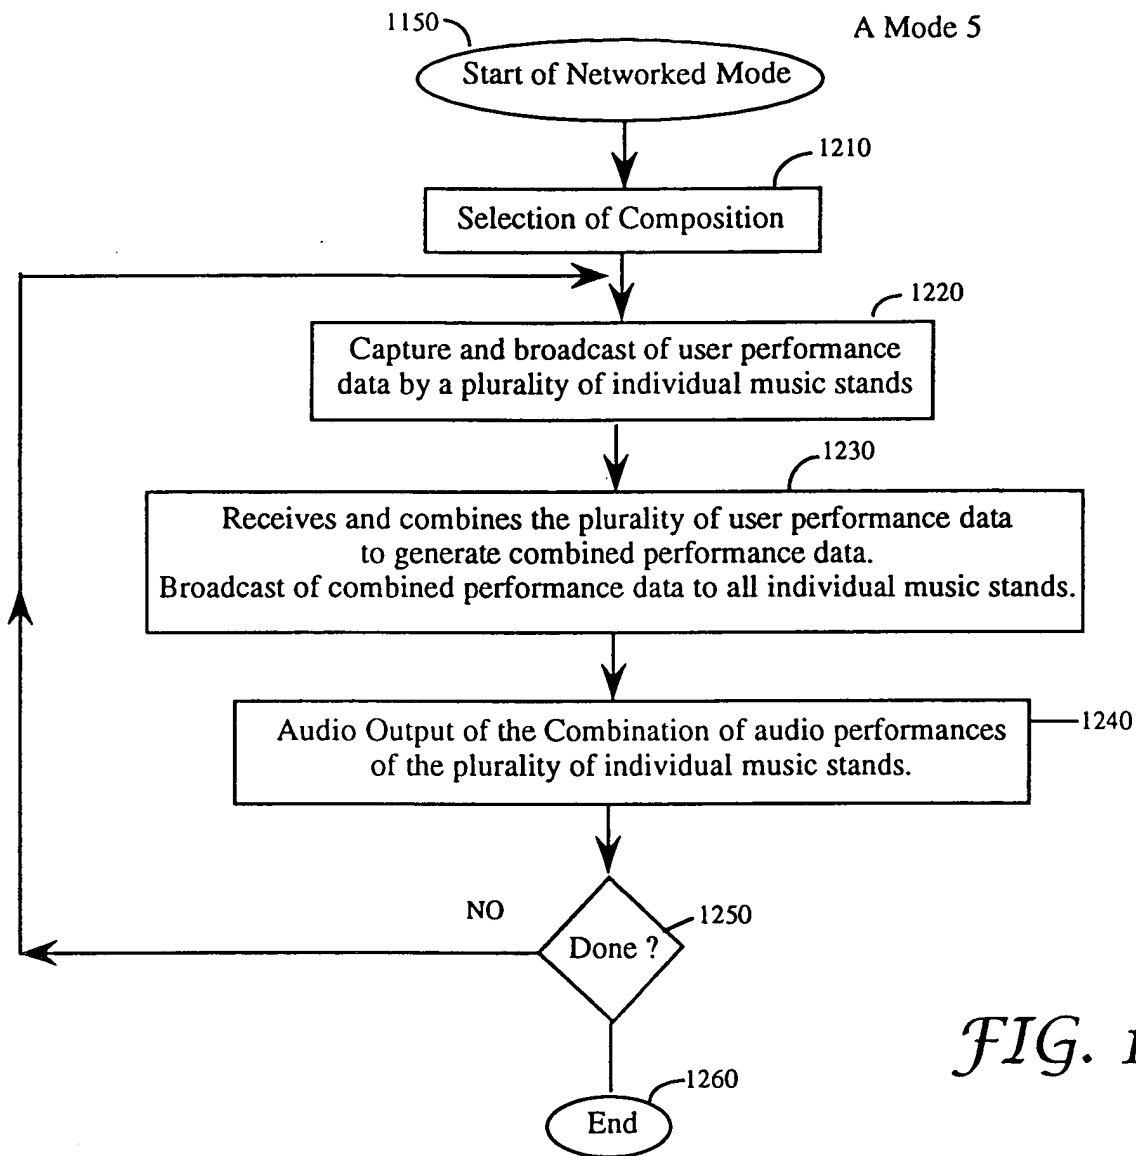 1150
A Mode 5
Start of Networked Mode
1210
Selection of Composition
1220
Capture and broadcast of user performance
data by a plurality of individual music stands
1230
Receives and combines the plurality of user performance data
to generate combined performance data.
Broadcast of combined performance data to all individual music stands.
Audio Output of the Combination of audio performances
of the plurality of individual music stands.
1240
NO
1250
Done ?
FIG.
1260
End